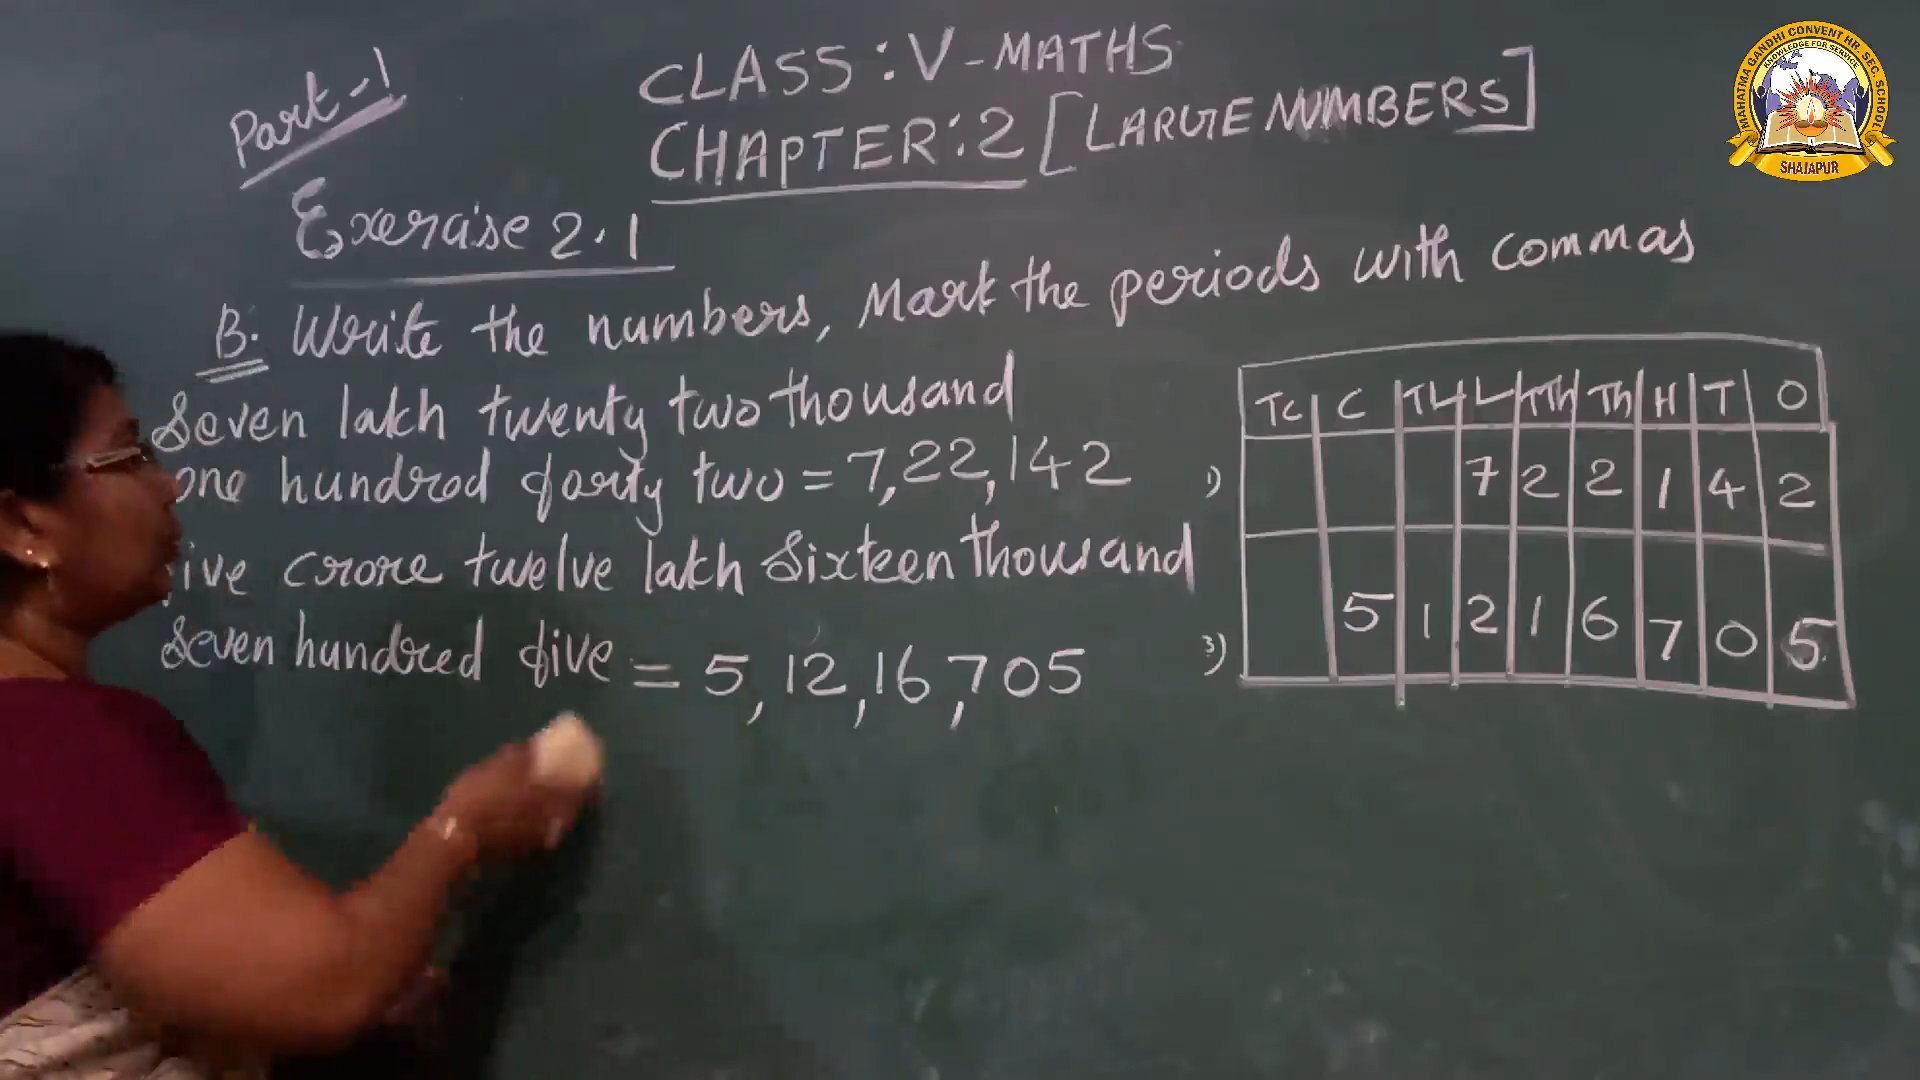 Part-1
CLASS: V-MATHS
CHAPTER: 2 [LARGE NUMBERS]
Exercise 2.1
B. Write the numbers, Mark the periods with commas
Seven lakh twenty two thousand
one hundred forty two = 7,22,142
ive crore twelve lakh sixteen thousand
Seven hundred five = 5,12,16,705
TC C TL L TTh Th H T O
1) 7 2 2 1 4 2
3) 5 1 2 1 6 7 0 5
MAHATMA GANDHI CONVENT HR. SEC. SCHOOL
KNOWLEDGE FOR SERVICE
SHAJAPUR